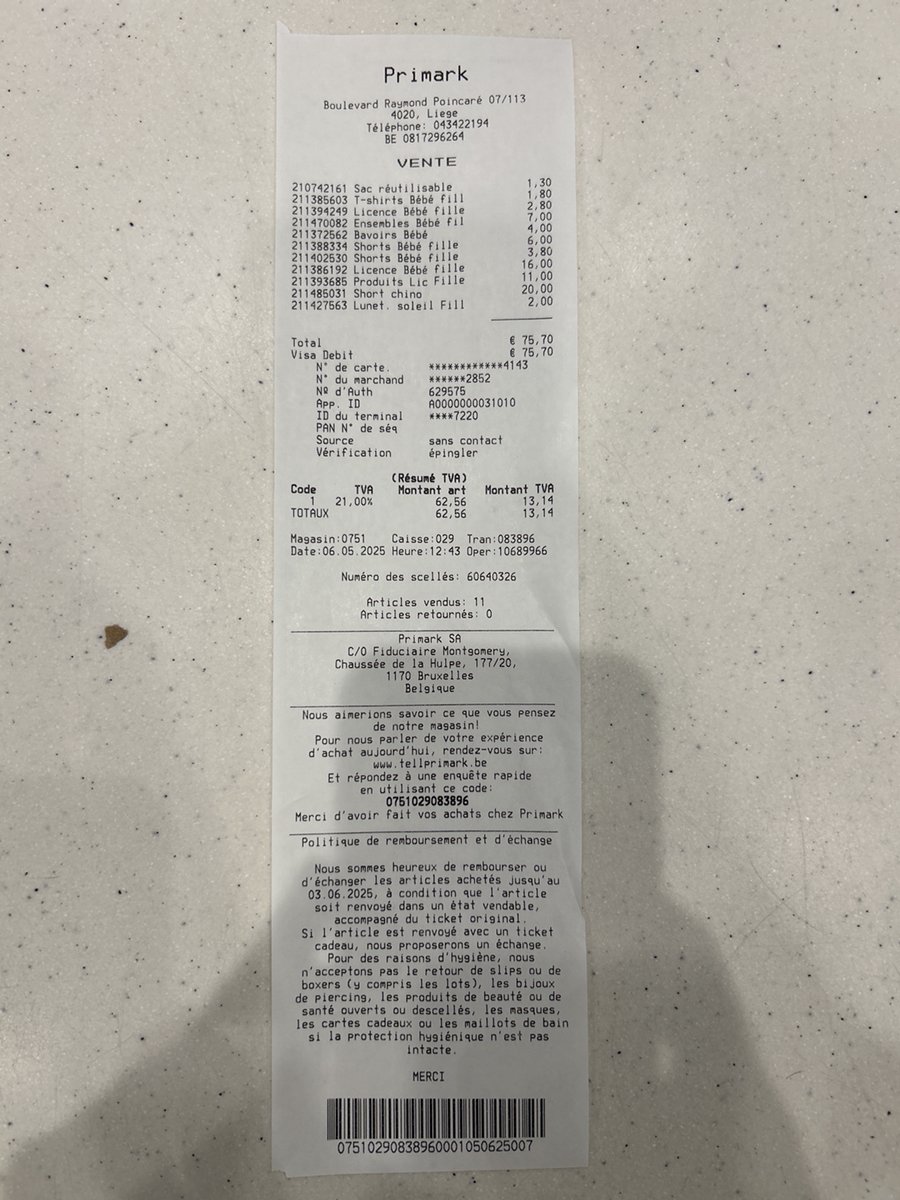 Primark
Boulevard Raymond Poincaré 07/113
4020, Liege
Téléphone: 043422194
BE 0817296264
VENTE
210742161 Sac réutilisable 1,30
211385603 T-shirts Bébé fill 1,80
211394249 Licence Bébé fille 2,80
211470082 Ensembles Bébé fil 7,00
211372562 Bavoirs Bébé 4,00
211388334 Shorts Bébé fille 6,00
211402530 Shorts Bébé fille 3,80
211386192 Licence Bébé fille 16,00
211393685 Produits Lic Fille 11,00
211485031 Short chino 20,00
211427563 Lunet. soleil Fill 2,00
Total € 75,70
Visa Debit € 75,70
N° de carte. ************4143
N° du marchand ******2852
Nº d'Auth 629575
App. ID A0000000031010
ID du terminal ****7220
PAN N° de séq
Source sans contact
Vérification épingler
(Résumé TVA)
Code TVA Montant art Montant TVA
1 21,00% 62,56 13,14
TOTAUX 62,56 13,14
Magasin:0751 Caisse:029 Tran:083896
Date:06.05.2025 Heure:12:43 Oper:10689966
Numéro des scellés: 60640326
Articles vendus: 11
Articles retournés: 0
Primark SA
C/O Fiduciaire Montgomery,
Chaussée de la Hulpe, 177/20,
1170 Bruxelles
Belgique
Nous aimerions savoir ce que vous pensez
de notre magasin!
Pour nous parler de votre expérience
d'achat aujourd'hui, rendez-vous sur:
www.tellprimark.be
Et répondez à une enquête rapide
en utilisant ce code:
0751029083896
Merci d'avoir fait vos achats chez Primark
Politique de remboursement et d'échange
Nous sommes heureux de rembourser ou
d'échanger les articles achetés jusqu'au
03.06.2025, à condition que l'article
soit renvoyé dans un état vendable,
accompagné du ticket original.
Si l'article est renvoyé avec un ticket
cadeau, nous proposerons un échange.
Pour des raisons d'hygiène, nous
n'acceptons pas le retour de slips ou de
boxers (y compris les lots), les bijoux
de piercing, les produits de beauté ou de
santé ouverts ou descellés, les masques,
les cartes cadeaux ou les maillots de bain
si la protection hygiénique n'est pas
intacte.
MERCI
07510290838960001050625007